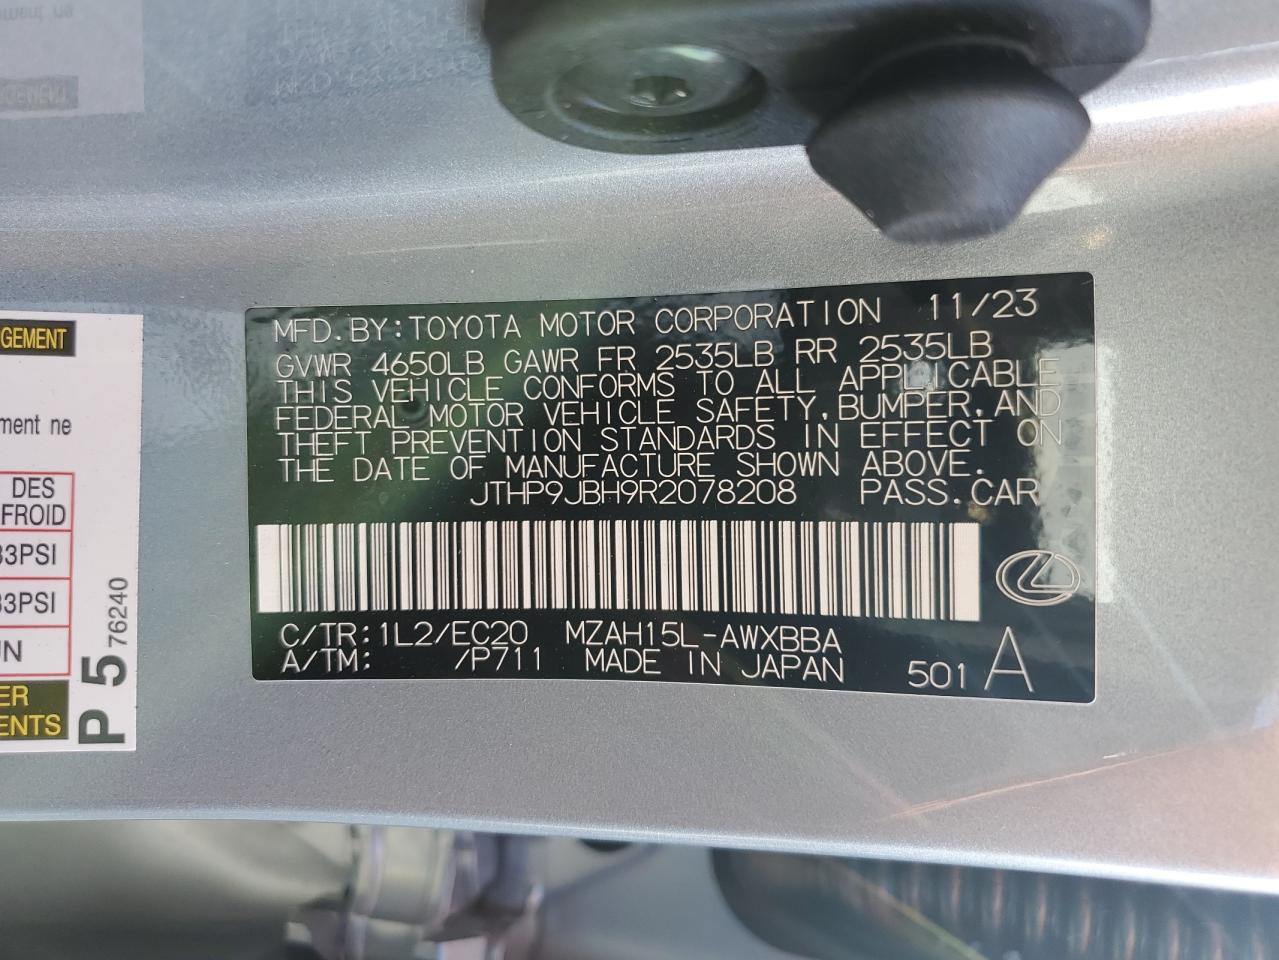 MFD.BY:TOYOTA MOTOR CORPORATION 11/23
GVWR 4650LB GAWR FR 2535LB RR 2535LB
THIS VEHICLE CONFORMS TO ALL APPLICABLE
FEDERAL MOTOR VEHICLE SAFETY,BUMPER,AND
THEFT PREVENTION STANDARDS IN EFFECT ON
THE DATE OF MANUFACTURE SHOWN ABOVE.
JTHP9JBH9R2078208 PASS.CAR
C/TR:1L2/EC20 MZAH15L-AWXBBA
A/TM: /P711 MADE IN JAPAN 501 A
GEMENT
ment ne
DES
FROID
33PSI
33PSI
UN
ER
ENTS
P 5 76240